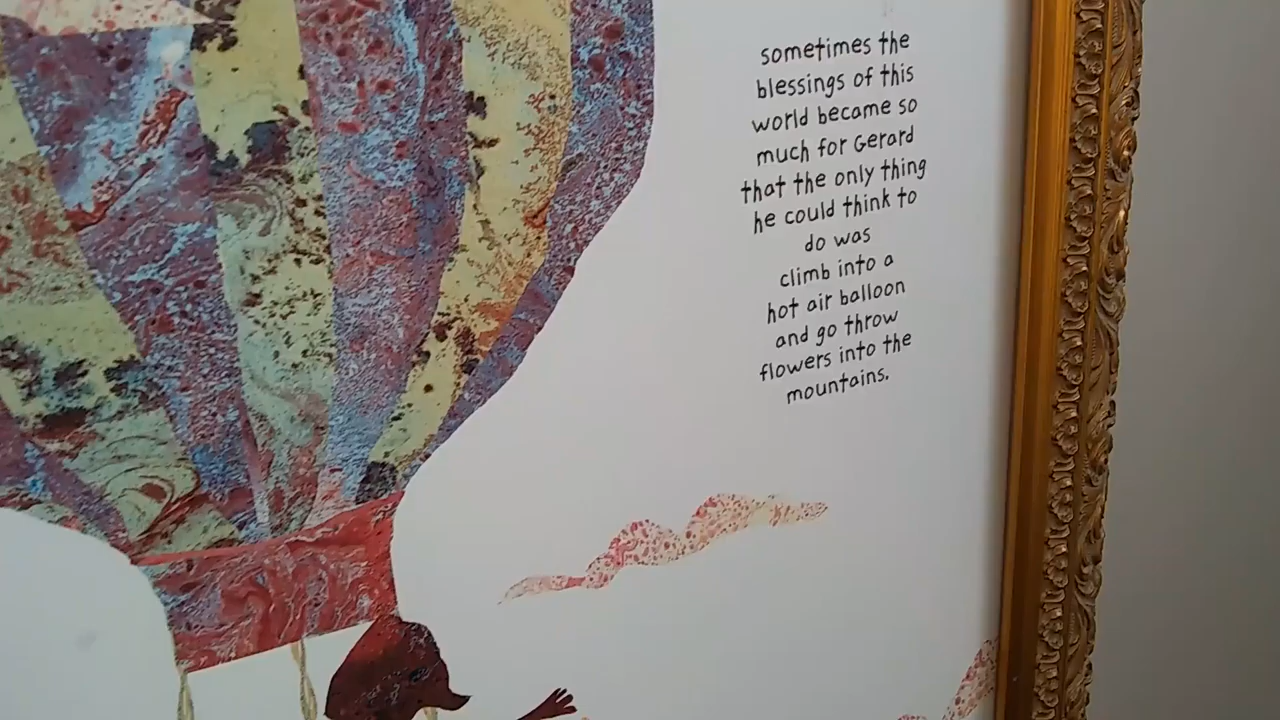 sometimes the
blessings of this
world became so
much for Gerard
that the only thing
he could think to
do was
climb into a
hot air balloon
and go throw
flowers into the
mountains.